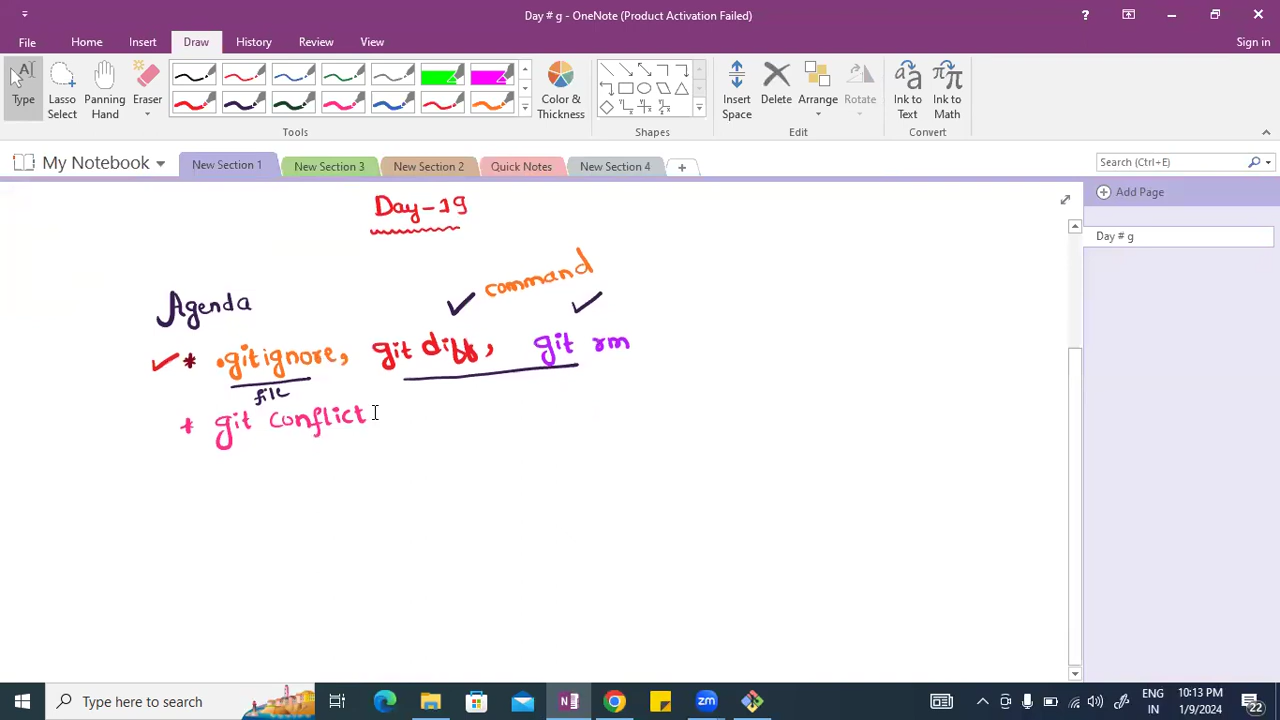 Day # g - OneNote (Product Activation Failed)
File Home Insert Draw History Review View Sign in
Type Lasso Select Panning Hand Eraser Color & Thickness Insert Space Delete Arrange Rotate Ink to Text Ink to Math
Tools Shapes Edit Convert
My Notebook New Section 1 New Section 3 New Section 2 Quick Notes New Section 4 Search (Ctrl+E)
Add Page
Day # g
Day-19
command
Agenda
* .gitignore, git diff, git rm
file
* git conflict
Type here to search
ENG IN
10:13 PM
1/9/2024
22